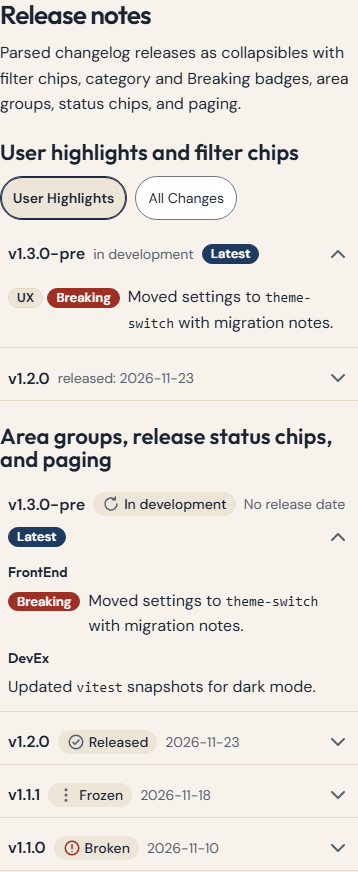 Release notes
Parsed changelog releases as collapsibles with
filter chips, category and Breaking badges, area
groups, status chips, and paging.
User highlights and filter chips
User Highlights All Changes
v1.3.0-pre in development Latest
UX Breaking Moved settings to theme-
switch with migration notes.
v1.2.0 released: 2026-11-23
Area groups, release status chips,
and paging
v1.3.0-pre In development No release date
Latest
FrontEnd
Breaking Moved settings to theme-switch
with migration notes.
DevEx
Updated vitest snapshots for dark mode.
v1.2.0 Released 2026-11-23
v1.1.1 Frozen 2026-11-18
v1.1.0 Broken 2026-11-10